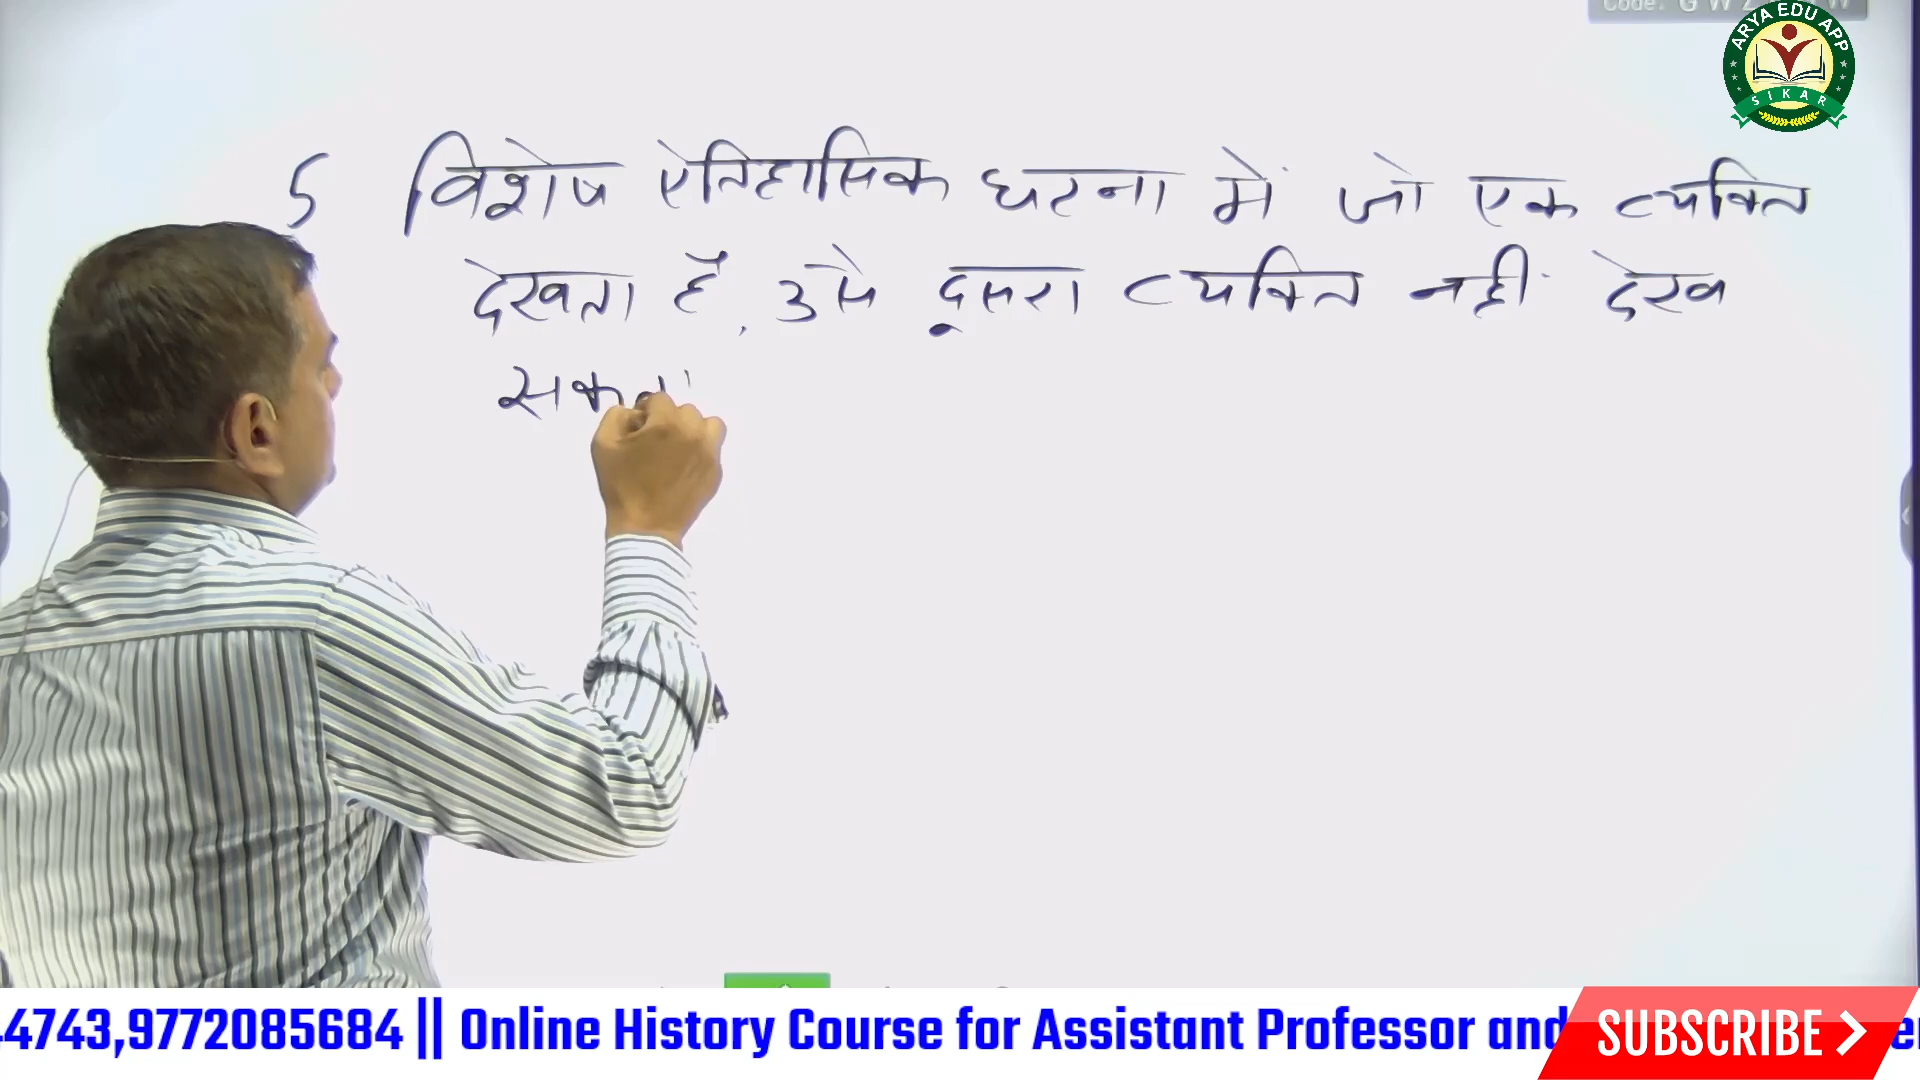 ARYA EDU APP
SIKAR
5 विशेष ऐतिहासिक घटना में जो एक व्यक्ति
देखता है, उसे दूसरा व्यक्ति नहीं देख
सकता
4743,9772085684 || Online History Course for Assistant Professor and
SUBSCRIBE